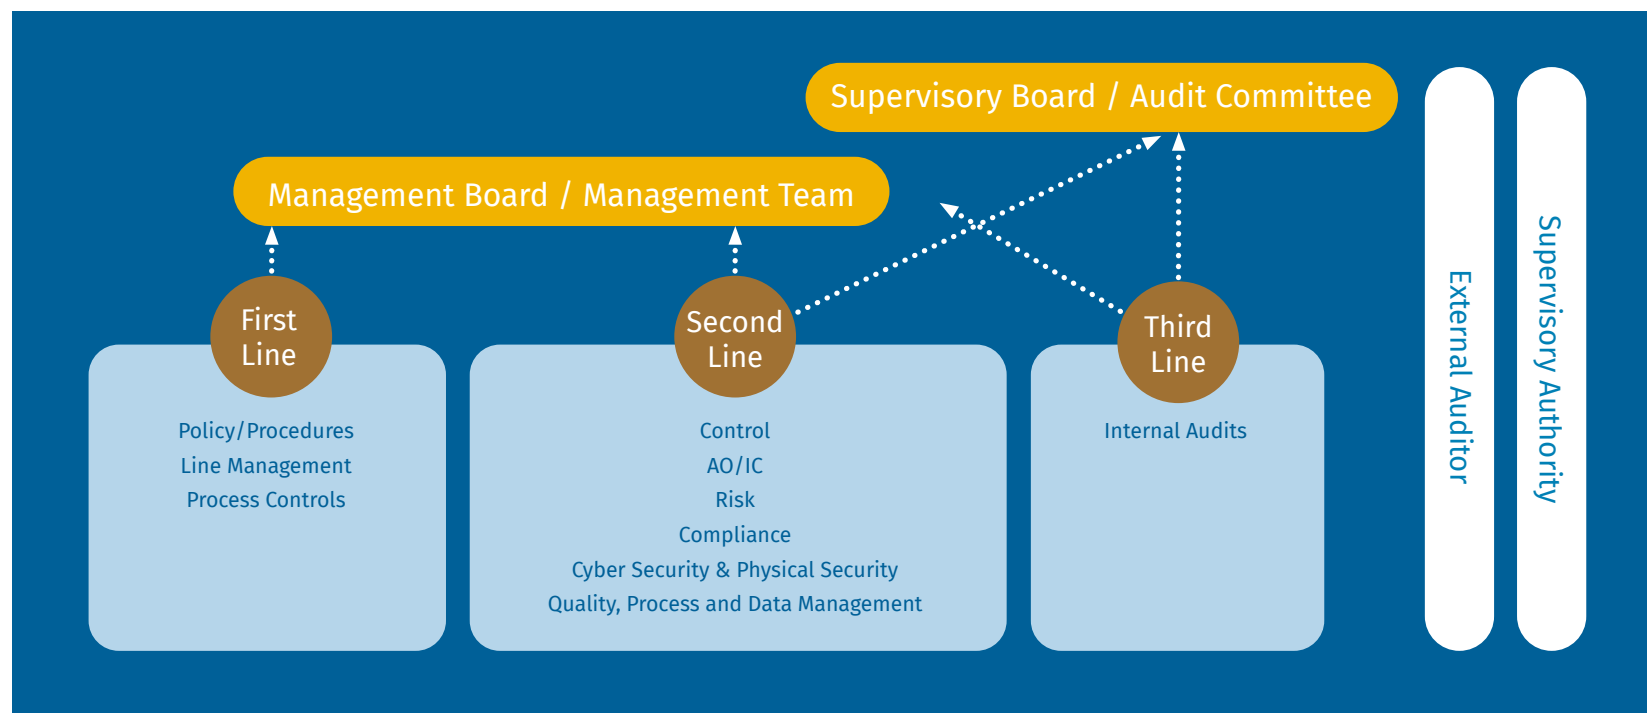 Supervisory Board / Audit Committee
Management Board / Management Team
First
Line
Policy/Procedures
Line Management
Process Controls
Second
Line
Control
AO/IC
Risk
Compliance
Cyber Security & Physical Security
Quality, Process and Data Management
Third
Line
Internal Audits
External Auditor
Supervisory Authority